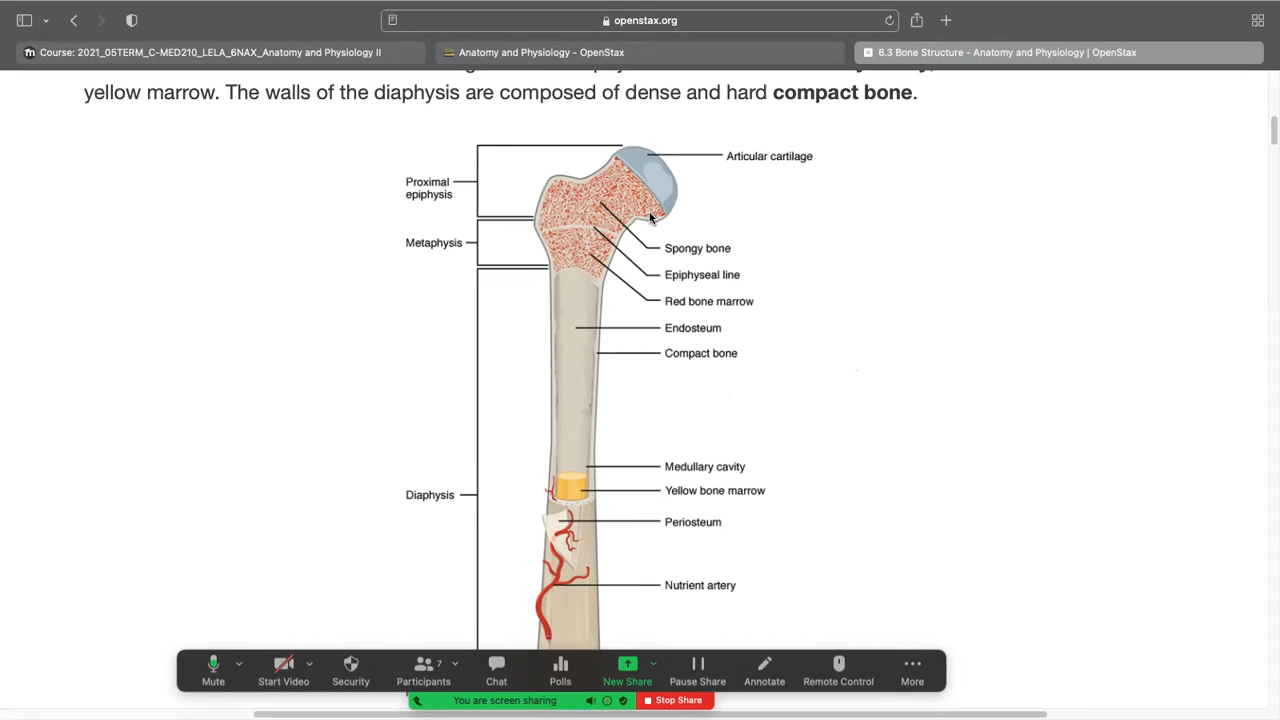 openstax.org
Course: 2021_05TERM_C-MED210_LELA_6NAX_Anatomy and Physiology II
Anatomy and Physiology - OpenStax
6.3 Bone Structure - Anatomy and Physiology | OpenStax
yellow marrow. The walls of the diaphysis are composed of dense and hard compact bone.
Articular cartilage
Proximal
epiphysis
Metaphysis
Spongy bone
Epiphyseal line
Red bone marrow
Endosteum
Compact bone
Medullary cavity
Yellow bone marrow
Diaphysis
Periosteum
Nutrient artery
7
Mute
Start Video
Security
Participants
Chat
Polls
New Share
Pause Share
Annotate
Remote Control
More
You are screen sharing
Stop Share